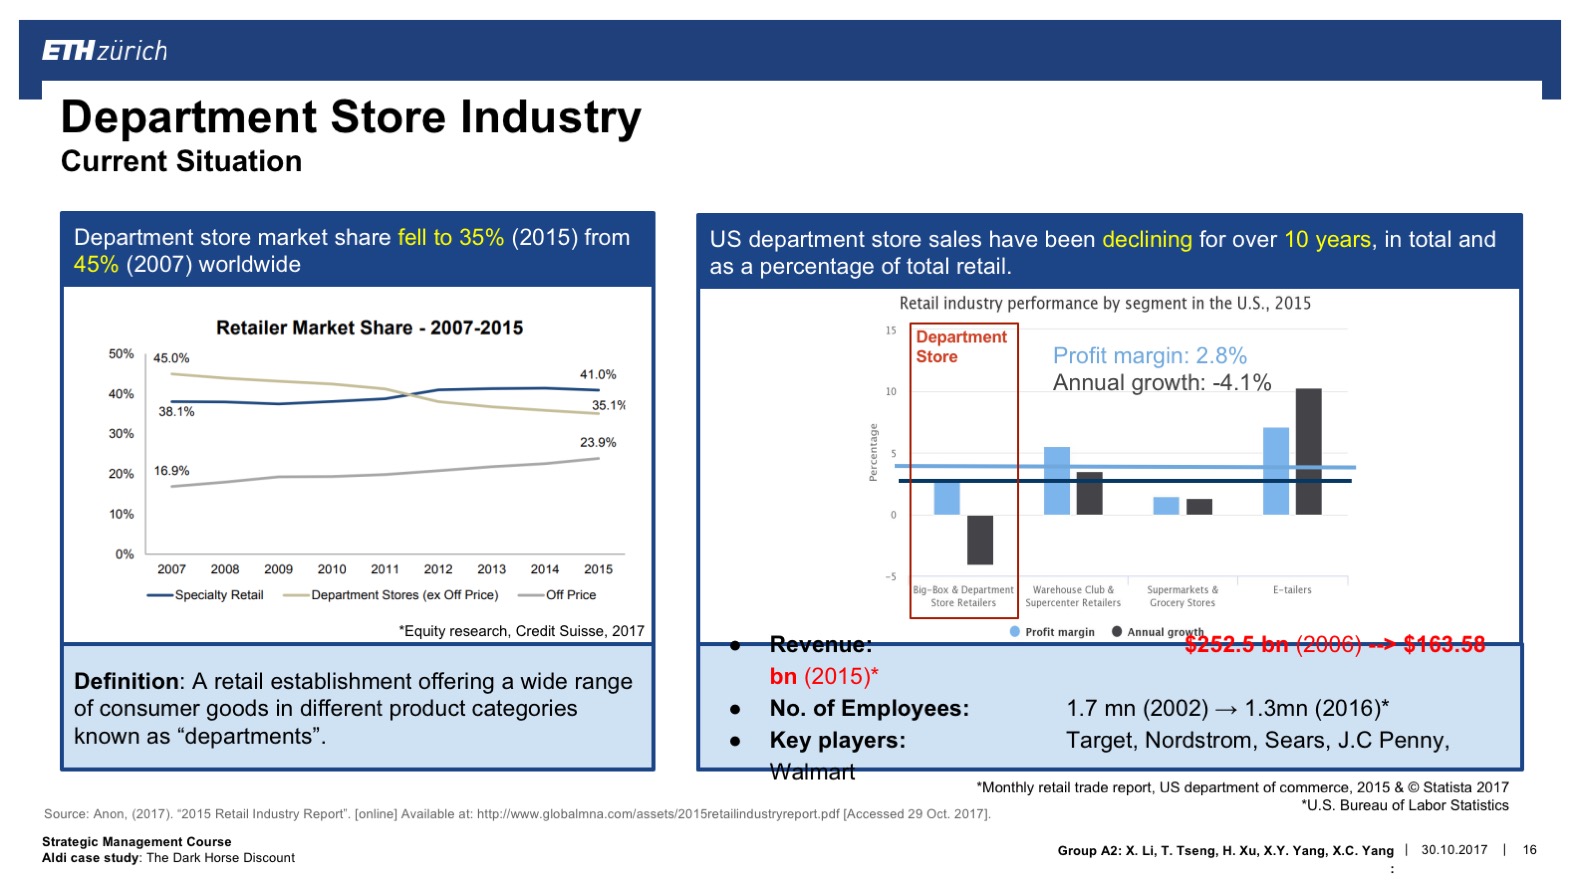 ETH zürich
Department Store Industry
Current Situation
Department store market share fell to 35% (2015) from
45% (2007) worldwide
Retailer Market Share - 2007-2015
50%
40%
30%
20%
10%
0%
45.0%
38.1%
16.9%
41.0%
35.1%
23.9%
2007 2008 2009 2010 2011 2012 2013 2014 2015
Specialty Retail Department Stores (ex Off Price) Off Price
*Equity research, Credit Suisse, 2017
Definition: A retail establishment offering a wide range
of consumer goods in different product categories
known as “departments”.
US department store sales have been declining for over 10 years, in total and
as a percentage of total retail.
Retail industry performance by segment in the U.S., 2015
Percentage
15
10
5
0
-5
Department
Store
Profit margin: 2.8%
Annual growth: -4.1%
Big-Box & Department
Store Retailers
Warehouse Club &
Supercenter Retailers
Supermarkets &
Grocery Stores
E-tailers
Profit margin Annual growth
● Revenue: $252.5 bn (2006) --> $163.58
bn (2015)*
● No. of Employees: 1.7 mn (2002) → 1.3mn (2016)*
● Key players: Target, Nordstrom, Sears, J.C Penny,
Walmart
*Monthly retail trade report, US department of commerce, 2015 & © Statista 2017
*U.S. Bureau of Labor Statistics
Source: Anon, (2017). “2015 Retail Industry Report”. [online] Available at: http://www.globalmna.com/assets/2015retailindustryreport.pdf [Accessed 29 Oct. 2017].
Strategic Management Course
Aldi case study: The Dark Horse Discount
Group A2: X. Li, T. Tseng, H. Xu, X.Y. Yang, X.C. Yang | 30.10.2017 | 16
: